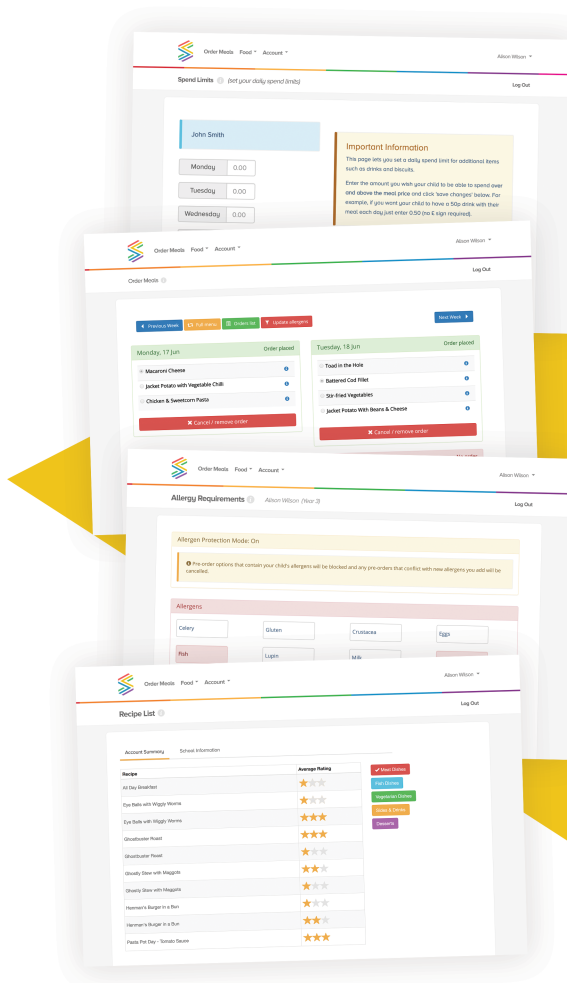 Order Meals Food Account Alison Wilson
Spend Limits (set your daily spend limits) Log Out
John Smith
Monday 0.00
Tuesday 0.00
Wednesday 0.00
Important Information
This page lets you set a daily spend limit for additional items
such as drinks and biscuits.
Enter the amount you wish your child to be able to spend over
and above the meal price and click 'save changes' below. For
example, if you want your child to have a 50p drink with their
meal each day just enter 0.50 (no £ sign required).
Order Meals Food Account Alison Wilson
Order Meals Log Out
Previous Week Full menu Orders list Update allergens Next Week
Monday, 17 Jun Order placed
Macaroni Cheese
Jacket Potato with Vegetable Chilli
Chicken & Sweetcorn Pasta
Cancel / remove order
Tuesday, 18 Jun Order placed
Toad in the Hole
Battered Cod Fillet
Stir-fried Vegetables
Jacket Potato With Beans & Cheese
Cancel / remove order
Order Meals Food Account Alison Wilson
Allergy Requirements Alison Wilson (Year 3) Log Out
Allergen Protection Mode: On
Pre-order options that contain your child's allergens will be blocked and any pre-orders that conflict with new allergens you add will be
cancelled.
Allergens
Celery Gluten Crustacea Eggs
Fish Lupin Milk
Order Meals Food Account Alison Wilson
Recipe List Log Out
Account Summary School Information
Recipe Average Rating
All Day Breakfast
Eye Balls with Wiggly Worms
Eye Balls with Wiggly Worms
Ghostbuster Roast
Ghostbuster Roast
Ghostly Stew with Maggots
Ghostly Stew with Maggots
Herman's Burger in a Bun
Herman's Burger in a Bun
Pasta Pot Day - Tomato Sauce
Meat Dishes
Fish Dishes
Vegetarian Dishes
Sides & Drinks
Desserts